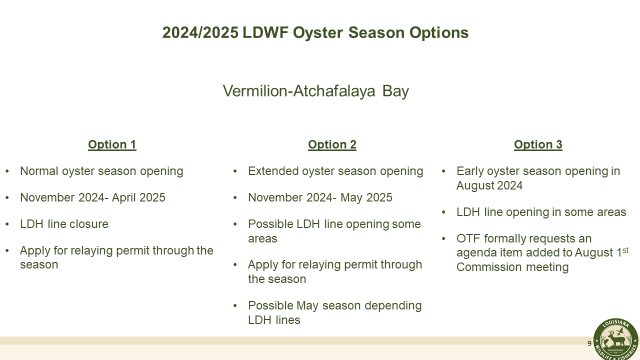 2024/2025 LDWF Oyster Season Options
Vermilion-Atchafalaya Bay
Option 1
• Normal oyster season opening
• November 2024- April 2025
• LDH line closure
• Apply for relaying permit through the
season
Option 2
• Extended oyster season opening
• November 2024- May 2025
• Possible LDH line opening some
areas
• Apply for relaying permit through
the season
• Possible May season depending
LDH lines
Option 3
• Early oyster season opening in
August 2024
• LDH line opening in some areas
• OTF formally requests an
agenda item added to August 1st
Commission meeting
9
LOUISIANA